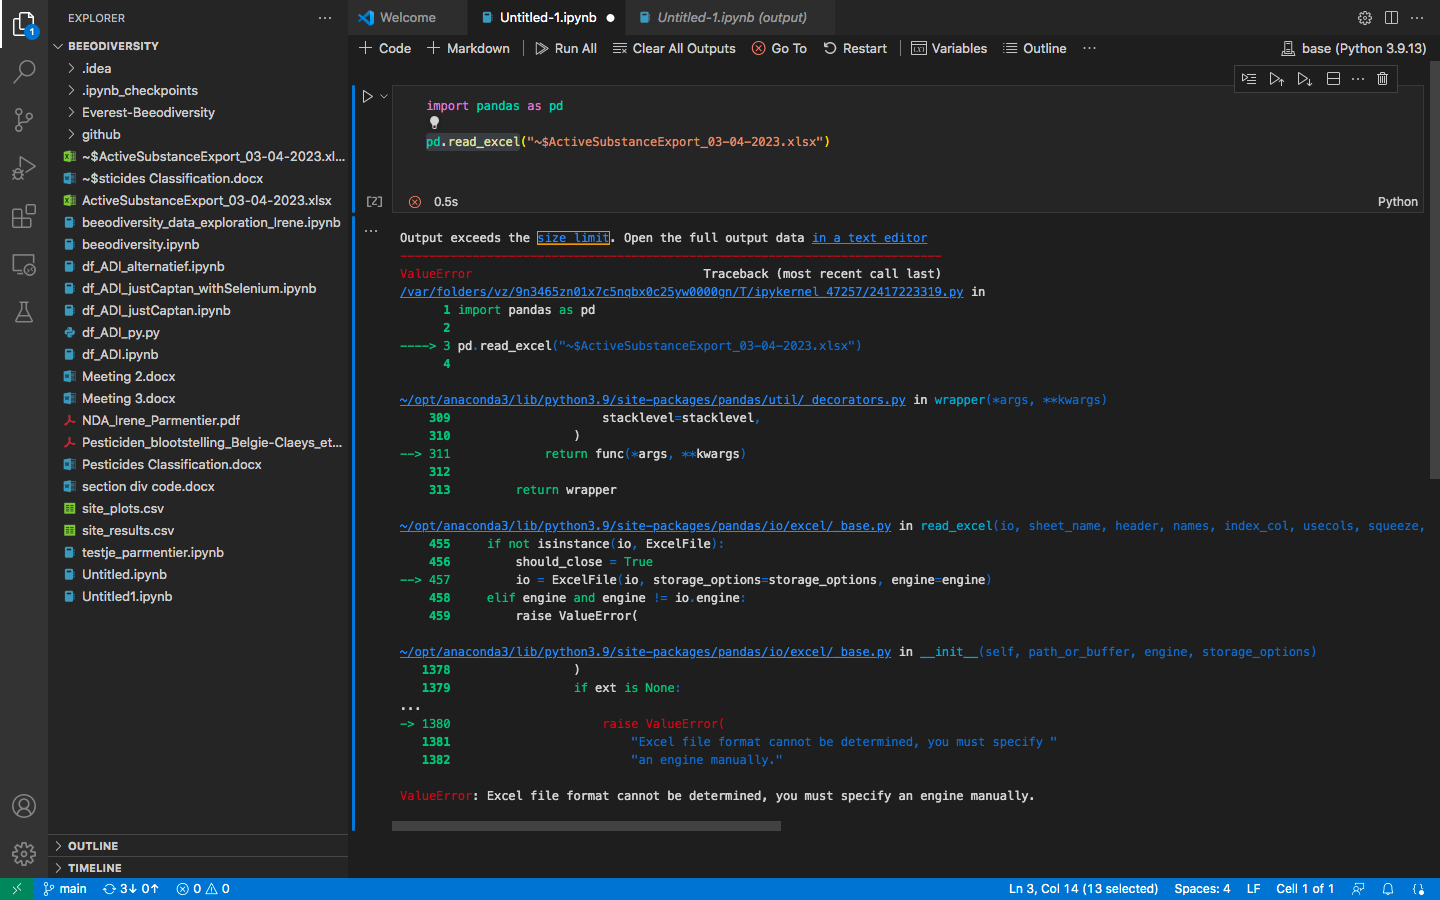 EXPLORER
Welcome
Untitled-1.ipynb
Untitled-1.ipynb (output)
BEEODIVERSITY
Code
Markdown
Run All
Clear All Outputs
Go To
Restart
Variables
Outline
base (Python 3.9.13)
1
.idea
.ipynb_checkpoints
Everest-Beeodiversity
github
~$ActiveSubstanceExport_03-04-2023.xl...
~$sticides Classification.docx
ActiveSubstanceExport_03-04-2023.xlsx
beeodiversity_data_exploration_Irene.ipynb
beeodiversity.ipynb
df_ADI_alternatief.ipynb
df_ADI_justCaptan_withSelenium.ipynb
df_ADI_justCaptan.ipynb
df_ADI_py.py
df_ADI.ipynb
Meeting 2.docx
Meeting 3.docx
NDA_Irene_Parmentier.pdf
Pesticiden_blootstelling_Belgie-Claeys_et...
Pesticides Classification.docx
section div code.docx
site_plots.csv
site_results.csv
testje_parmentier.ipynb
Untitled.ipynb
Untitled1.ipynb
OUTLINE
TIMELINE
import pandas as pd
pd.read_excel("~$ActiveSubstanceExport_03-04-2023.xlsx")
[2]
0.5s
Python
Output exceeds the size limit. Open the full output data in a text editor
---------------------------------------------------------------------------
ValueError                                Traceback (most recent call last)
/var/folders/vz/9n3465zn01x7c5nqbx0c25yw0000gn/T/ipykernel_47257/2417223319.py in
1 import pandas as pd
2
----> 3 pd.read_excel("~$ActiveSubstanceExport_03-04-2023.xlsx")
4
~/opt/anaconda3/lib/python3.9/site-packages/pandas/util/_decorators.py in wrapper(*args, **kwargs)
309 stacklevel=stacklevel,
310 )
--> 311 return func(*args, **kwargs)
312
313 return wrapper
~/opt/anaconda3/lib/python3.9/site-packages/pandas/io/excel/_base.py in read_excel(io, sheet_name, header, names, index_col, usecols, squeeze,
455 if not isinstance(io, ExcelFile):
456 should_close = True
--> 457 io = ExcelFile(io, storage_options=storage_options, engine=engine)
458 elif engine and engine != io.engine:
459 raise ValueError(
~/opt/anaconda3/lib/python3.9/site-packages/pandas/io/excel/_base.py in __init__(self, path_or_buffer, engine, storage_options)
1378 )
1379 if ext is None:
...
-> 1380 raise ValueError(
1381 "Excel file format cannot be determined, you must specify "
1382 "an engine manually."
ValueError: Excel file format cannot be determined, you must specify an engine manually.
main
3↓ 0↑
0
0
Ln 3, Col 14 (13 selected)
Spaces: 4
LF
Cell 1 of 1